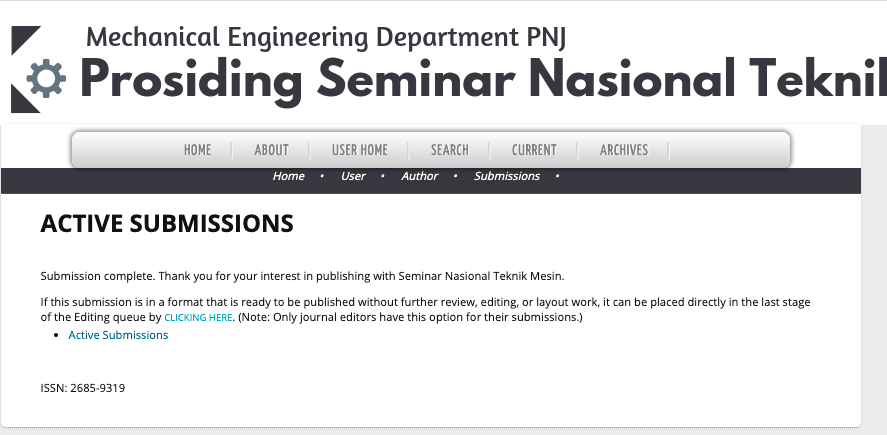 Mechanical Engineering Department PNJ
Prosiding Seminar Nasional
HOME ABOUT USER HOME SEARCH CURRENT ARCHIVES
Home • User • Author • Submissions •
ACTIVE SUBMISSIONS
Submission complete. Thank you for your interest in publishing with Seminar Nasional Teknik Mesin.
If this submission is in a format that is ready to be published without further review, editing, or layout work, it can be placed directly in the last stage
of the Editing queue by CLICKING HERE. (Note: Only journal editors have this option for their submissions.)
• Active Submissions
ISSN: 2685-9319